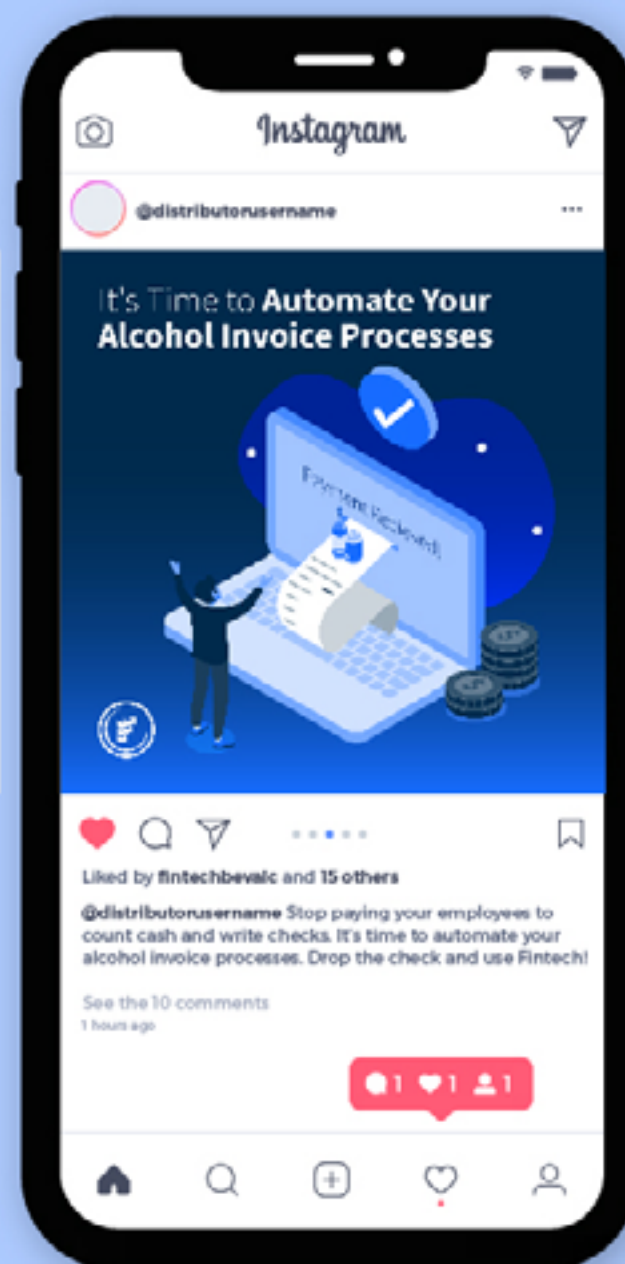 Instagram
@distributorusername
It's Time to Automate Your
Alcohol Invoice Processes
Payment Recieved!
Liked by fintechbevalc and 15 others
@distributorusername Stop paying your employees to
count cash and write checks. It's time to automate your
alcohol invoice processes. Drop the check and use Fintech!
See the 10 comments
1 hours ago
1 1 1